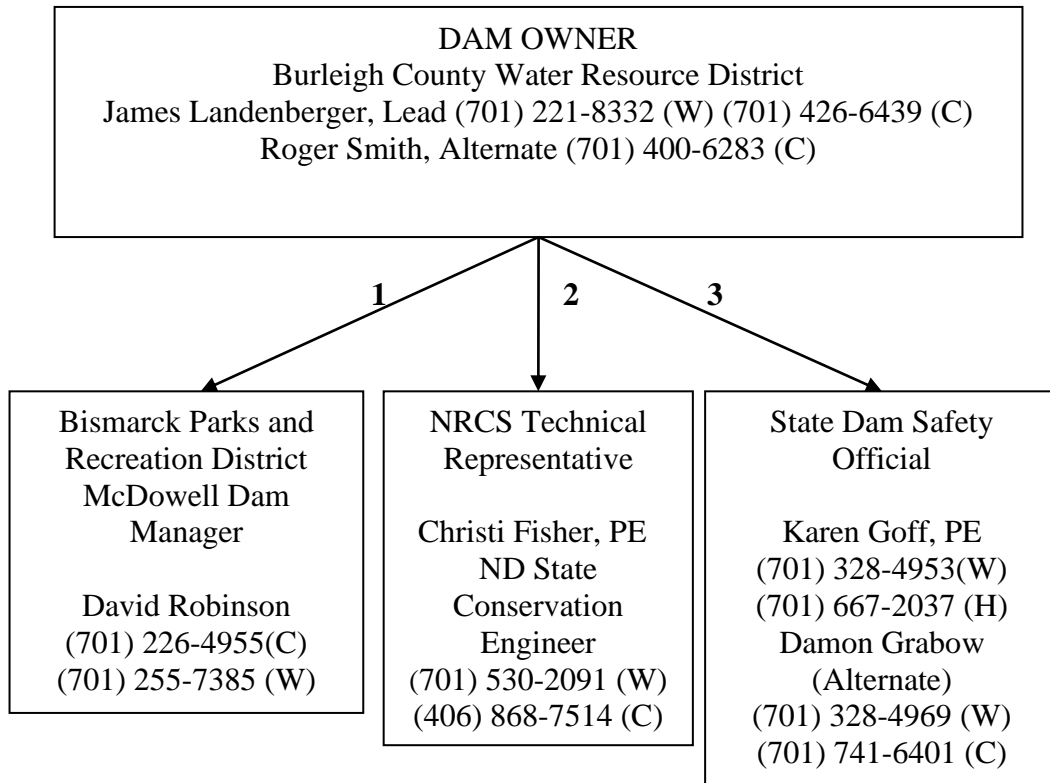 DAM OWNER
Burleigh County Water Resource District
James Landenberger, Lead (701) 221-8332 (W) (701) 426-6439 (C)
Roger Smith, Alternate (701) 400-6283 (C)
1
2
3
Bismarck Parks and
Recreation District
McDowell Dam
Manager
David Robinson
(701) 226-4955(C)
(701) 255-7385 (W)
NRCS Technical
Representative
Christi Fisher, PE
ND State
Conservation
Engineer
(701) 530-2091 (W)
(406) 868-7514 (C)
State Dam Safety
Official
Karen Goff, PE
(701) 328-4953(W)
(701) 667-2037 (H)
Damon Grabow
(Alternate)
(701) 328-4969 (W)
(701) 741-6401 (C)